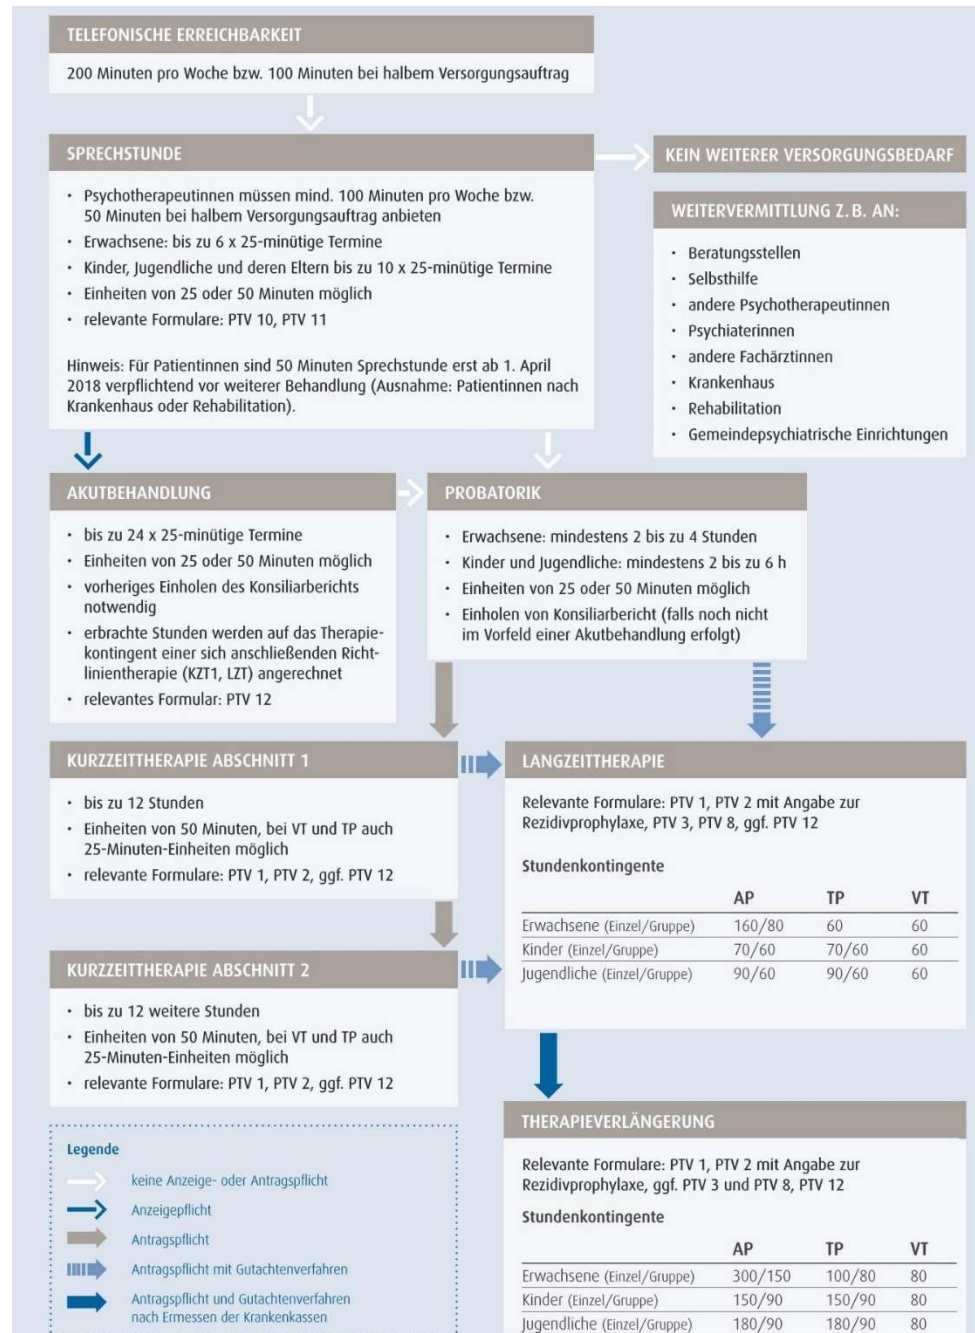 TELEFONISCHE ERREICHBARKEIT
200 Minuten pro Woche bzw. 100 Minuten bei halbem Versorgungsauftrag
SPRECHSTUNDE
• Psychotherapeutinnen müssen mind. 100 Minuten pro Woche bzw.
50 Minuten bei halbem Versorgungsauftrag anbieten
• Erwachsene: bis zu 6 x 25-minütige Termine
• Kinder, Jugendliche und deren Eltern bis zu 10 x 25-minütige Termine
• Einheiten von 25 oder 50 Minuten möglich
• relevante Formulare: PTV 10, PTV 11
Hinweis: Für Patientinnen sind 50 Minuten Sprechstunde erst ab 1. April
2018 verpflichtend vor weiterer Behandlung (Ausnahme: Patientinnen nach
Krankenhaus oder Rehabilitation).
KEIN WEITERER VERSORGUNGSBEDARF
WEITERVERMITTLUNG Z.B. AN:
• Beratungsstellen
• Selbsthilfe
• andere Psychotherapeutinnen
• Psychiaterinnen
• andere Fachärztinnen
• Krankenhaus
• Rehabilitation
• Gemeindepsychiatrische Einrichtungen
AKUTBEHANDLUNG
• bis zu 24 x 25-minütige Termine
• Einheiten von 25 oder 50 Minuten möglich
• vorheriges Einholen des Konsiliarberichts
notwendig
• erbrachte Stunden werden auf das Therapie-
kontingent einer sich anschließenden Richt-
linientherapie (KZT1, LZT) angerechnet
• relevantes Formular: PTV 12
PROBATORIK
• Erwachsene: mindestens 2 bis zu 4 Stunden
• Kinder und Jugendliche: mindestens 2 bis zu 6 h
• Einheiten von 25 oder 50 Minuten möglich
• Einholen von Konsiliarbericht (falls noch nicht
im Vorfeld einer Akutbehandlung erfolgt)
KURZZEITTHERAPIE ABSCHNITT 1
• bis zu 12 Stunden
• Einheiten von 50 Minuten, bei VT und TP auch
25-Minuten-Einheiten möglich
• relevante Formulare: PTV 1, PTV 2, ggf. PTV 12
KURZZEITTHERAPIE ABSCHNITT 2
• bis zu 12 weitere Stunden
• Einheiten von 50 Minuten, bei VT und TP auch
25-Minuten-Einheiten möglich
• relevante Formulare: PTV 1, PTV 2, ggf. PTV 12
LANGZEITTHERAPIE
Relevante Formulare: PTV 1, PTV 2 mit Angabe zur
Rezidivprophylaxe, PTV 3, PTV 8, ggf. PTV 12
Stundenkontingente
AP TP VT
Erwachsene (Einzel/Gruppe) 160/80 60 60
Kinder (Einzel/Gruppe) 70/60 70/60 60
Jugendliche (Einzel/Gruppe) 90/60 90/60 60
THERAPIEVERLÄNGERUNG
Relevante Formulare: PTV 1, PTV 2 mit Angabe zur
Rezidivprophylaxe, ggf. PTV 3 und PTV 8, PTV 12
Stundenkontingente
AP TP VT
Erwachsene (Einzel/Gruppe) 300/150 100/80 80
Kinder (Einzel/Gruppe) 150/90 150/90 80
Jugendliche (Einzel/Gruppe) 180/90 180/90 80
Legende
keine Anzeige- oder Antragspflicht
Anzeigepflicht
Antragspflicht
Antragspflicht mit Gutachtenverfahren
Antragspflicht und Gutachtenverfahren
nach Ermessen der Krankenkassen